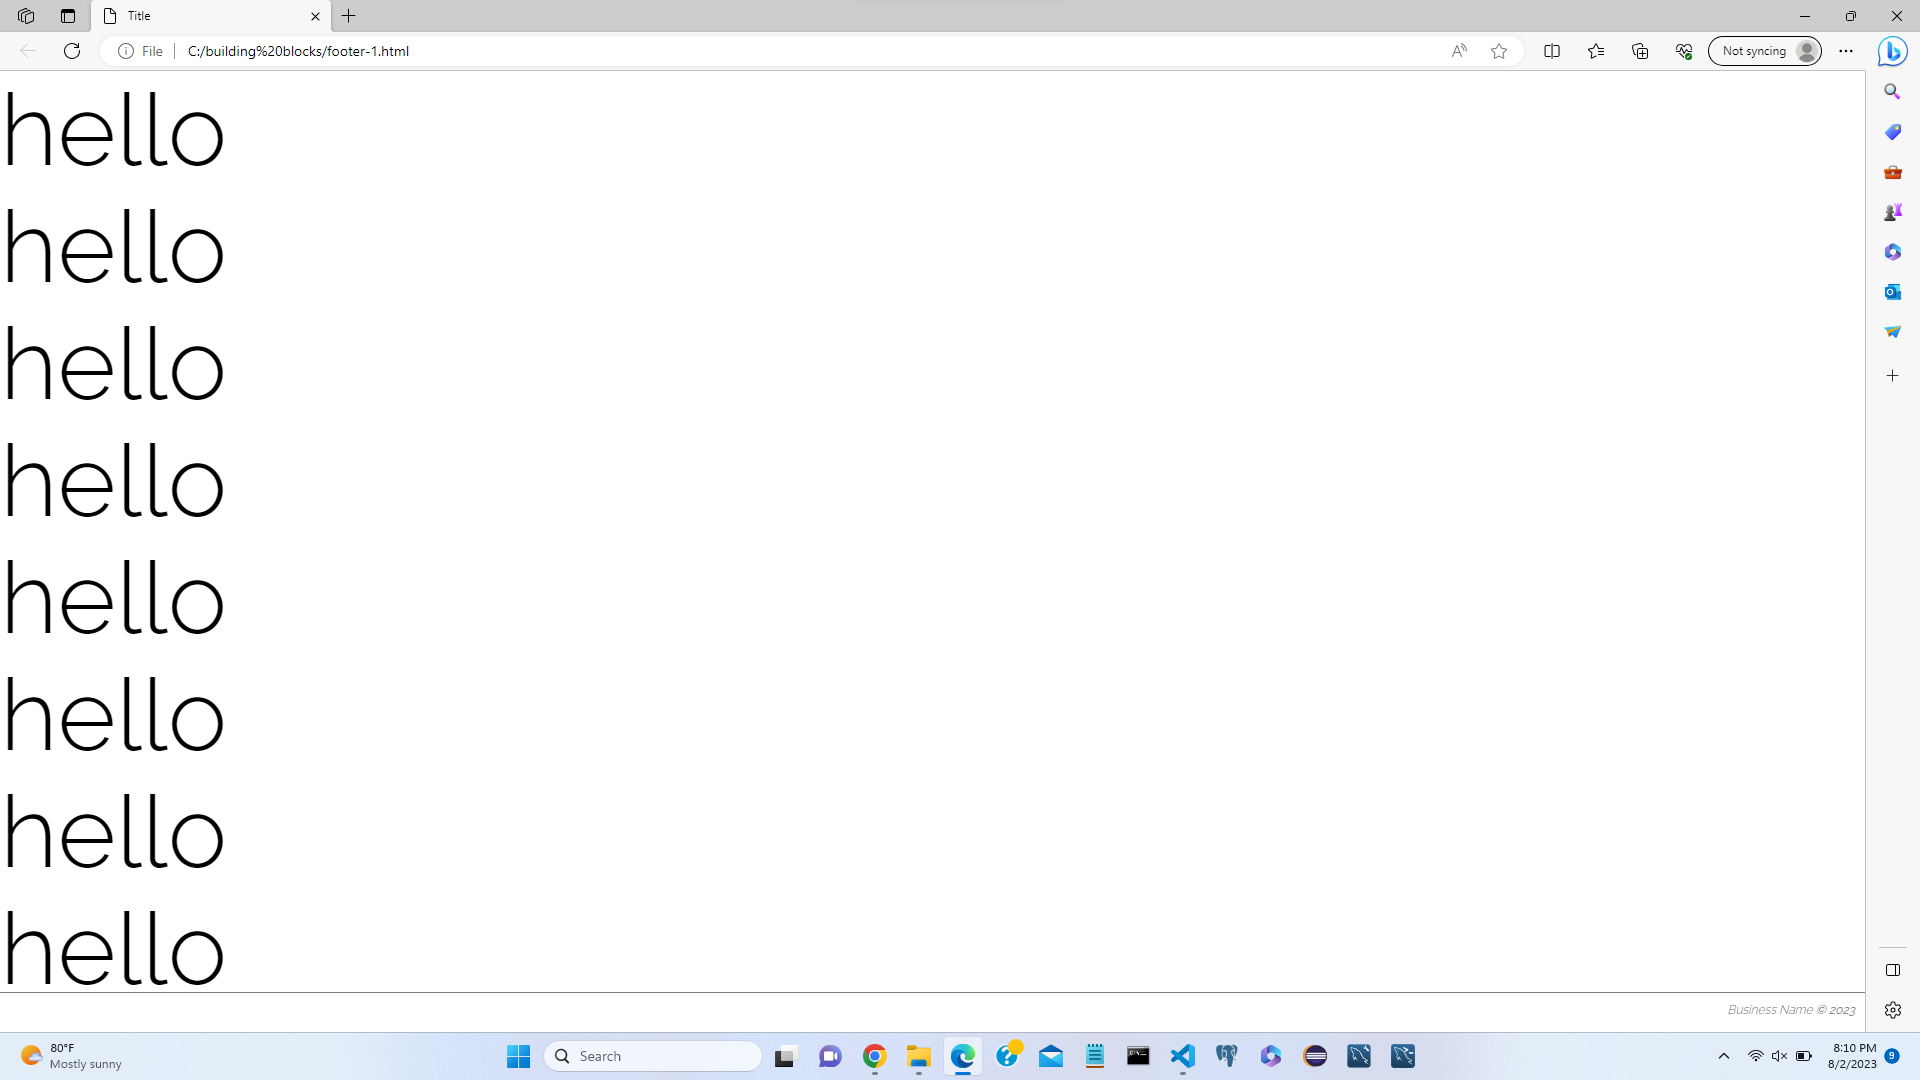 Title
File
C:/building%20blocks/footer-1.html
Not syncing
hello
hello
hello
hello
hello
hello
hello
hello
Business Name © 2023
80°F
Mostly sunny
Search
8:10 PM
8/2/2023
9